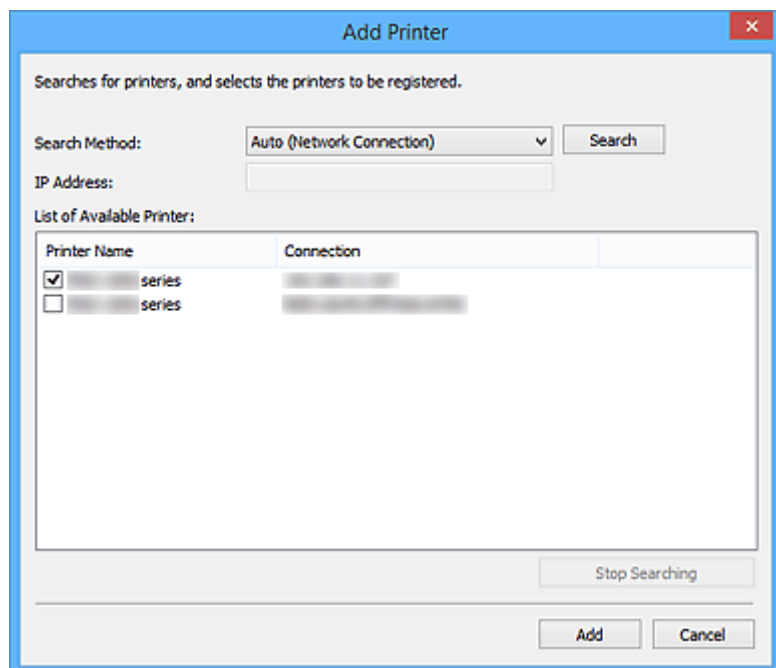 Add Printer
Searches for printers, and selects the printers to be registered.
Search Method: Auto (Network Connection) Search
IP Address:
List of Available Printer:
Printer Name Connection
series
series
Stop Searching
Add Cancel